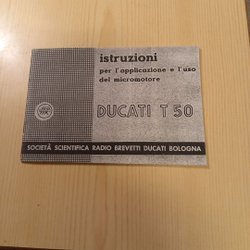 istruzioni
per l'applicazione e l'uso
del micromotore
DUCATI T 50
SOCIETÀ SCIENTIFICA RADIO BREVETTI DUCATI BOLOGNA